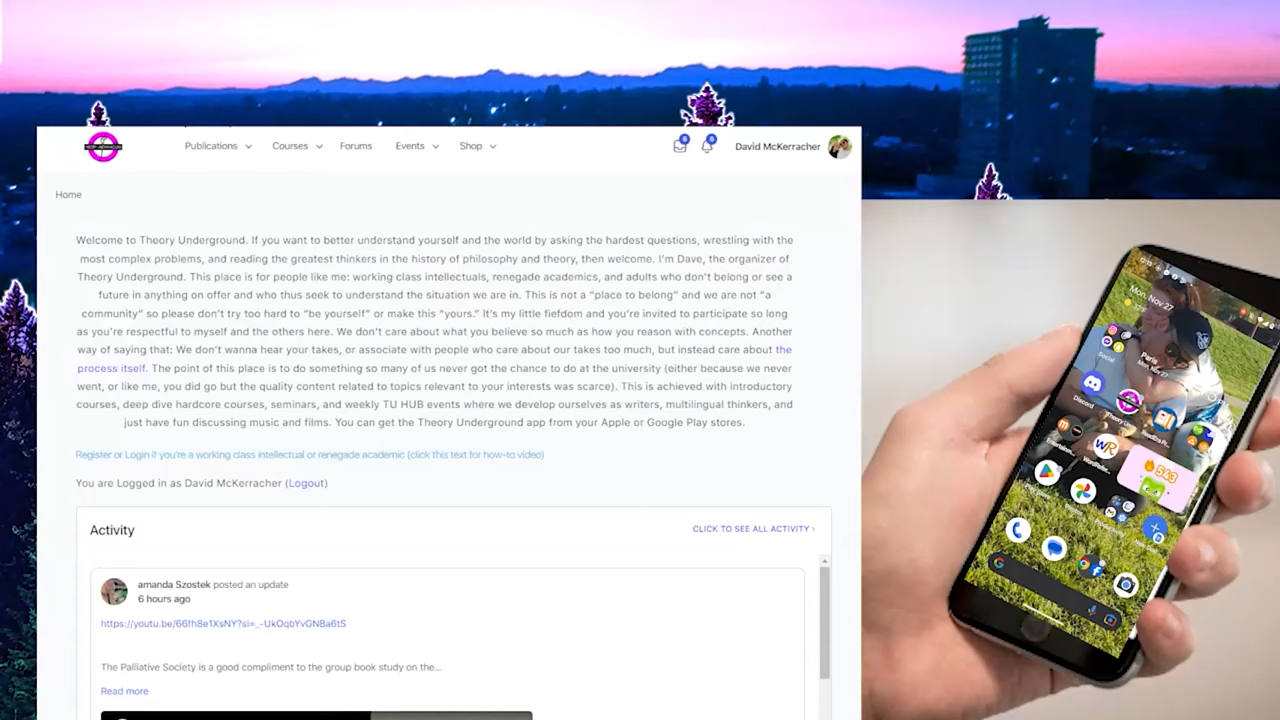 Publications
Courses
Forums
Events
Shop
David McKerracher
Home
Welcome to Theory Underground. If you want to better understand yourself and the world by asking the hardest questions, wrestling with the
most complex problems, and reading the greatest thinkers in the history of philosophy and theory, then welcome. I'm Dave, the organizer of
Theory Underground. This place is for people like me: working class intellectuals, renegade academics, and adults who don't belong or see a
future in anything on offer and who thus seek to understand the situation we are in. This is not a “place to belong” and we are not “a
community” so please don't try too hard to “be yourself” or make this “yours.” It's my little fiefdom and you're invited to participate so long
as you're respectful to myself and the others here. We don't care about what you believe so much as how you reason with concepts. Another
way of saying that: We don't wanna hear your takes, or associate with people who care about our takes too much, but instead care about the
process itself. The point of this place is to do something so many of us never got the chance to do at the university (either because we never
went, or like me, you did go but the quality content related to topics relevant to your interests was scarce). This is achieved with introductory
courses, deep dive hardcore courses, seminars, and weekly TU HUB events where we develop ourselves as writers, multilingual thinkers, and
just have fun discussing music and films. You can get the Theory Underground app from your Apple or Google Play stores.
Register or Login if you're a working class intellectual or renegade academic (click this text for how-to video)
You are Logged in as David McKerracher (Logout)
Activity
CLICK TO SEE ALL ACTIVITY ›
amanda Szostek posted an update
6 hours ago
https://youtu.be/66fh8e1XsNY?si=_-UkOqbYvGNBa6tS
The Palliative Society is a good compliment to the group book study on the...
Read more
Mon, Nov 27
Paris
Mon, Nov 27
Social
Discord
543